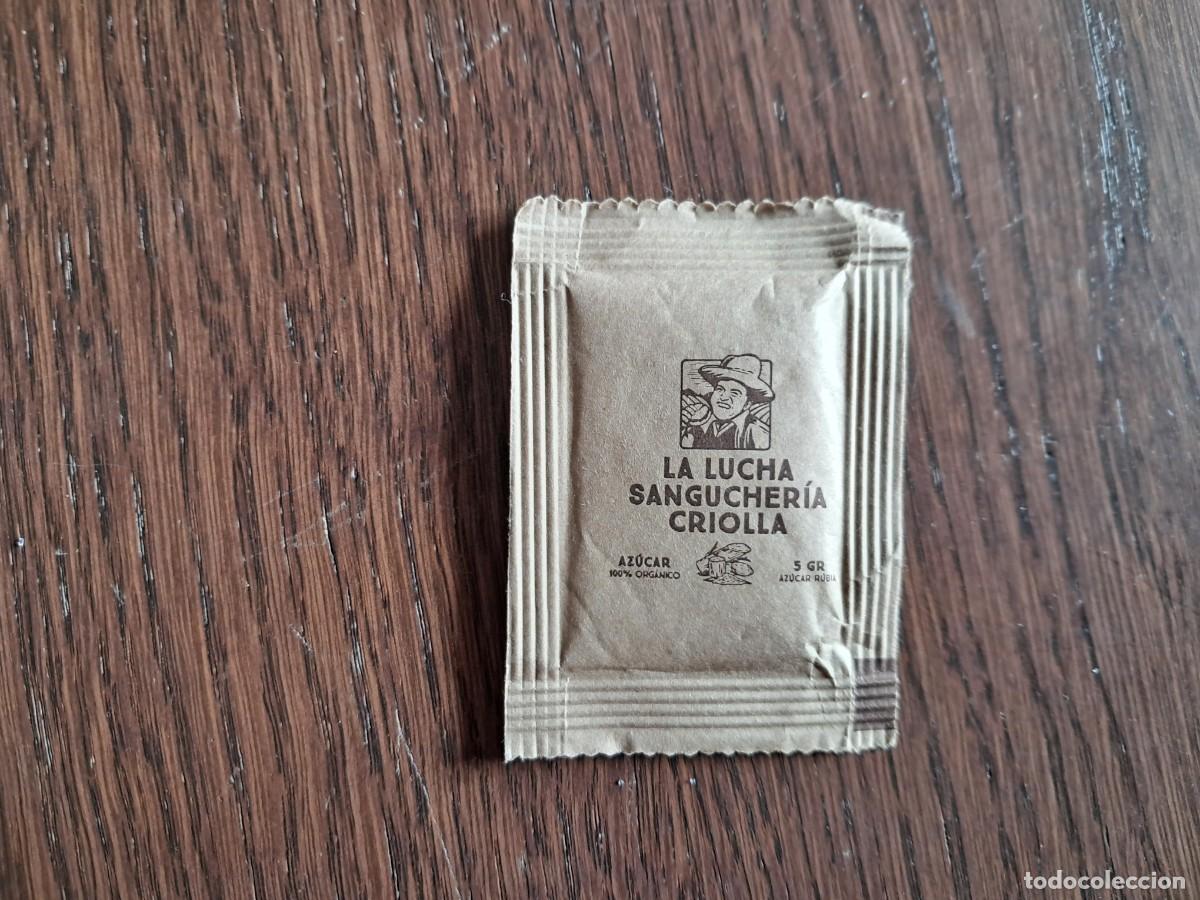 LA LUCHA
SANGUCHERÍA
CRIOLLA
AZÚCAR
100% ORGÁNICO
5 GR
AZÚCAR RUBIA
todocoleccion